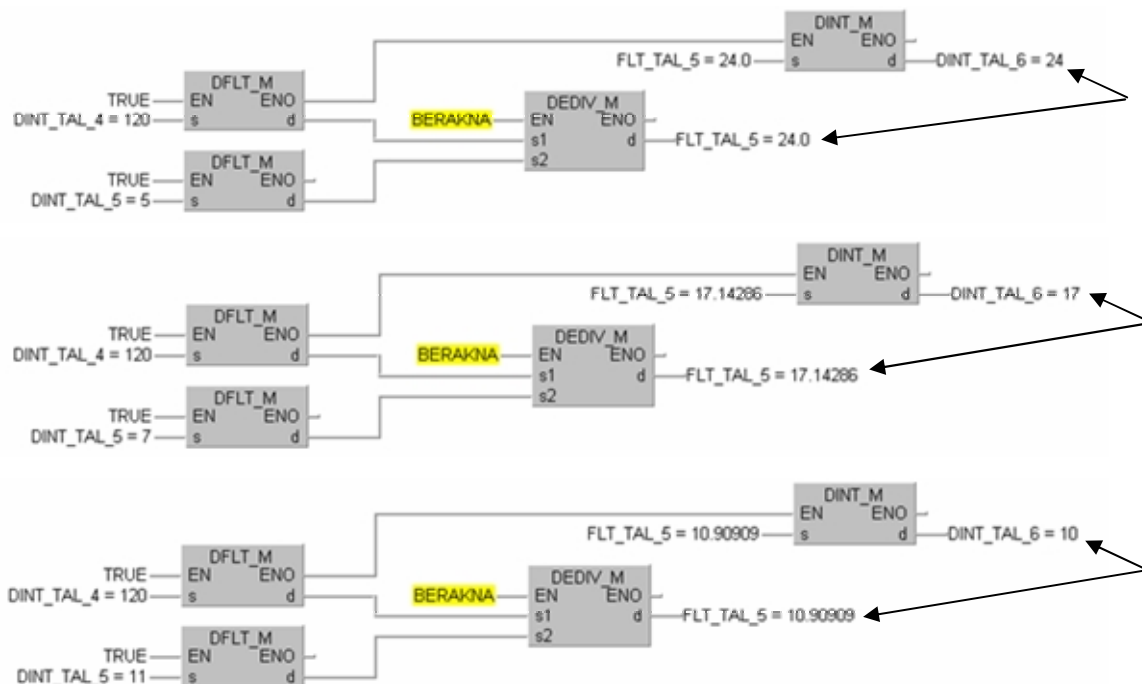 DINT_M
EN ENO
FLT_TAL_5 = 24.0 s d DINT_TAL_6 = 24
DFLT_M
TRUE EN ENO
DINT_TAL_4 = 120 s d
DEDIV_M
BERAKNA EN ENO
s1 d FLT_TAL_5 = 24.0
s2
DFLT_M
TRUE EN ENO
DINT_TAL_5 = 5 s d
DINT_M
EN ENO
FLT_TAL_5 = 17.14286 s d DINT_TAL_6 = 17
DFLT_M
TRUE EN ENO
DINT_TAL_4 = 120 s d
DEDIV_M
BERAKNA EN ENO
s1 d FLT_TAL_5 = 17.14286
s2
DFLT_M
TRUE EN ENO
DINT_TAL_5 = 7 s d
DINT_M
EN ENO
FLT_TAL_5 = 10.90909 s d DINT_TAL_6 = 10
DFLT_M
TRUE EN ENO
DINT_TAL_4 = 120 s d
DEDIV_M
BERAKNA EN ENO
s1 d FLT_TAL_5 = 10.90909
s2
DFLT_M
TRUE EN ENO
DINT_TAL_5 = 11 s d